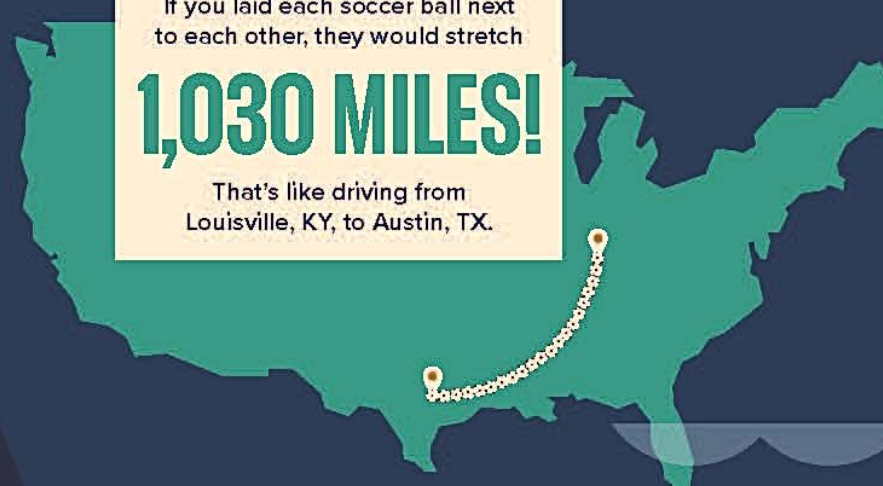 If you laid each soccer ball next
to each other, they would stretch
1,030 MILES!
That's like driving from
Louisville, KY, to Austin, TX.